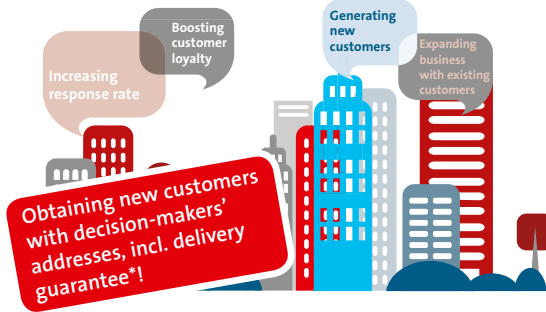 Increasing
response rate
Boosting
customer
loyalty
Generating
new
customers
Expanding
business
with existing
customers
Obtaining new customers
with decision-makers'
addresses, incl. delivery
guarantee*!